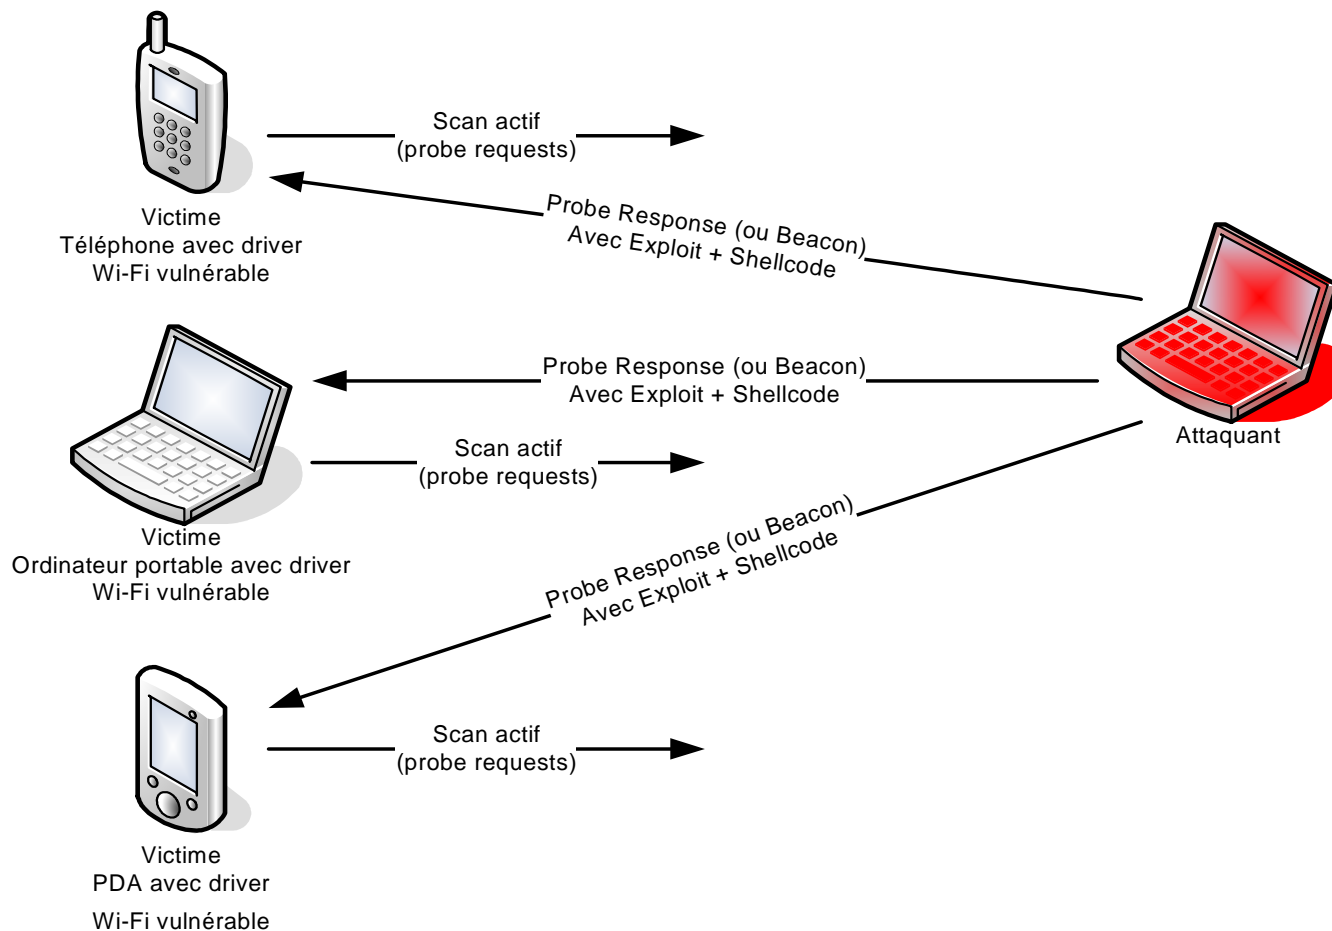 Scan actif
(probe requests)
Probe Response (ou Beacon)
Avec Exploit + Shellcode
Victime
Téléphone avec driver
Wi-Fi vulnérable
Probe Response (ou Beacon)
Avec Exploit + Shellcode
Attaquant
Scan actif
(probe requests)
Victime
Ordinateur portable avec driver
Wi-Fi vulnérable
Probe Response (ou Beacon)
Avec Exploit + Shellcode
Scan actif
(probe requests)
Victime
PDA avec driver
Wi-Fi vulnérable